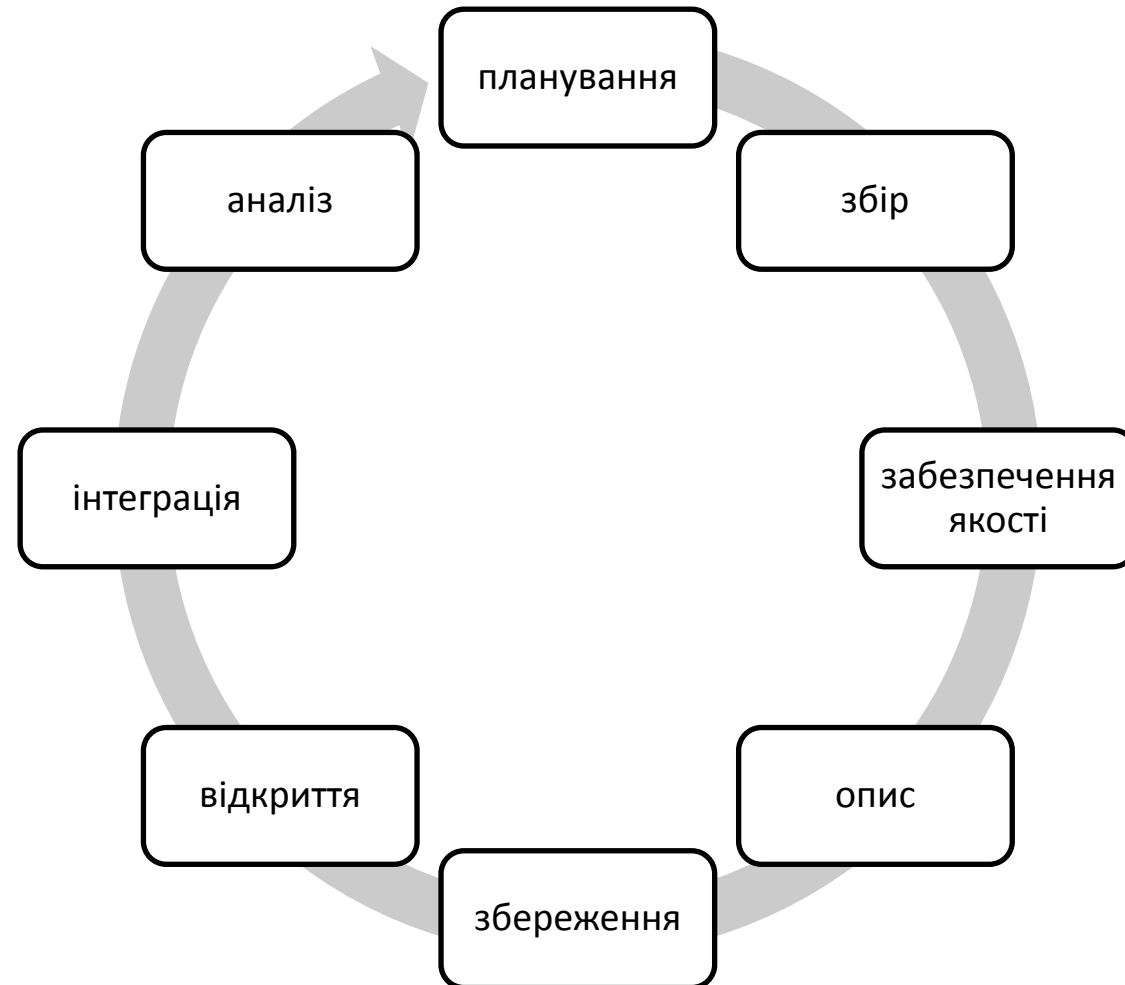 планування
збір
забезпечення
якості
опис
збереження
відкриття
інтеграція
аналіз